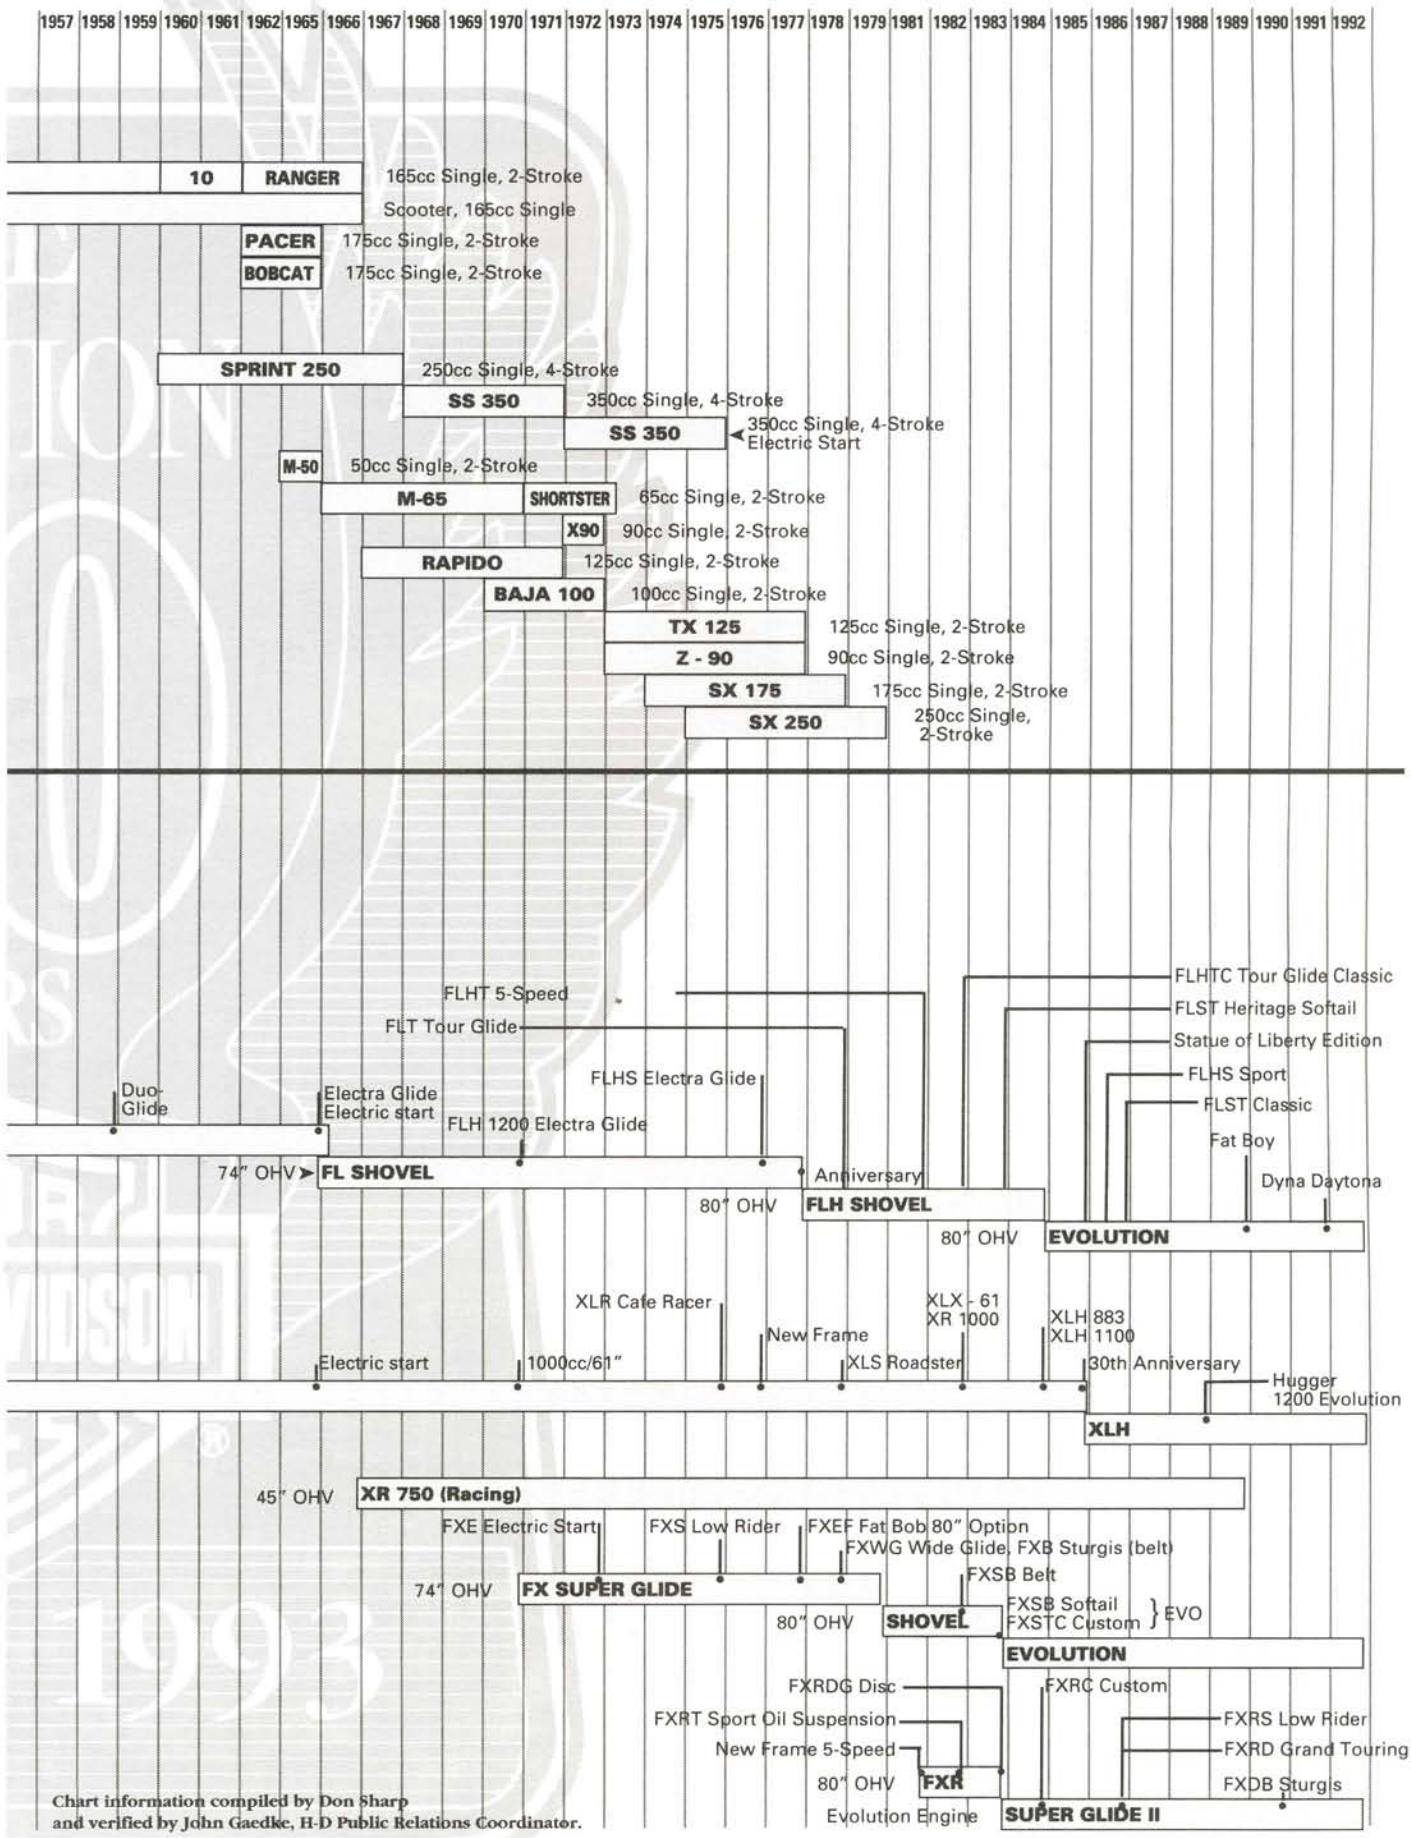 1957 1958 1959 1960 1961 1962 1965 1966 1967 1968 1969 1970 1971 1972 1973 1974 1975 1976 1977 1978 1979 1981 1982 1983 1984 1985 1986 1987 1988 1989 1990 1991 1992
10 RANGER 165cc Single, 2-Stroke
Scooter, 165cc Single
PACER 175cc Single, 2-Stroke
BOBCAT 175cc Single, 2-Stroke
SPRINT 250 250cc Single, 4-Stroke
SS 350 350cc Single, 4-Stroke
SS 350 350cc Single, 4-Stroke
Electric Start
M-50 50cc Single, 2-Stroke
M-65 SHORTSTER 65cc Single, 2-Stroke
X90 90cc Single, 2-Stroke
RAPIDO 125cc Single, 2-Stroke
BAJA 100 100cc Single, 2-Stroke
TX 125 125cc Single, 2-Stroke
Z - 90 90cc Single, 2-Stroke
SX 175 175cc Single, 2-Stroke
SX 250 250cc Single,
2-Stroke
FLHTC Tour Glide Classic
FLHT 5-Speed
FLST Heritage Softail
FLT Tour Glide
Statue of Liberty Edition
FLHS Electra Glide
FLHS Sport
Duo-
Glide
Electra Glide
Electric start
FLST Classic
FLH 1200 Electra Glide
Fat Boy
74" OHV FL SHOVEL
Anniversary
Dyna Daytona
80" OHV FLH SHOVEL
80" OHV EVOLUTION
XLR Cafe Racer
XLX - 61
XR 1000
XLH 883
XLH 1100
New Frame
Electric start
1000cc/61"
XLS Roadster
30th Anniversary
Hugger
1200 Evolution
XLH
45" OHV XR 750 (Racing)
FXE Electric Start
FXS Low Rider
FXEF Fat Bob 80" Option
FXWG Wide Glide, FXB Sturgis (belt)
FXSB Belt
74" OHV FX SUPER GLIDE
80" OHV SHOVEL
FXSB Softail
FXSTC Custom } EVO
EVOLUTION
FXRDG Disc
FXRC Custom
FXRT Sport Oil Suspension
FXRS Low Rider
New Frame 5-Speed
FXRD Grand Touring
80" OHV FXR
FXDB Sturgis
Evolution Engine SUPER GLIDE II
Chart information compiled by Don Sharp
and verified by John Gaedke, H-D Public Relations Coordinator.
VIDSON
®
1993